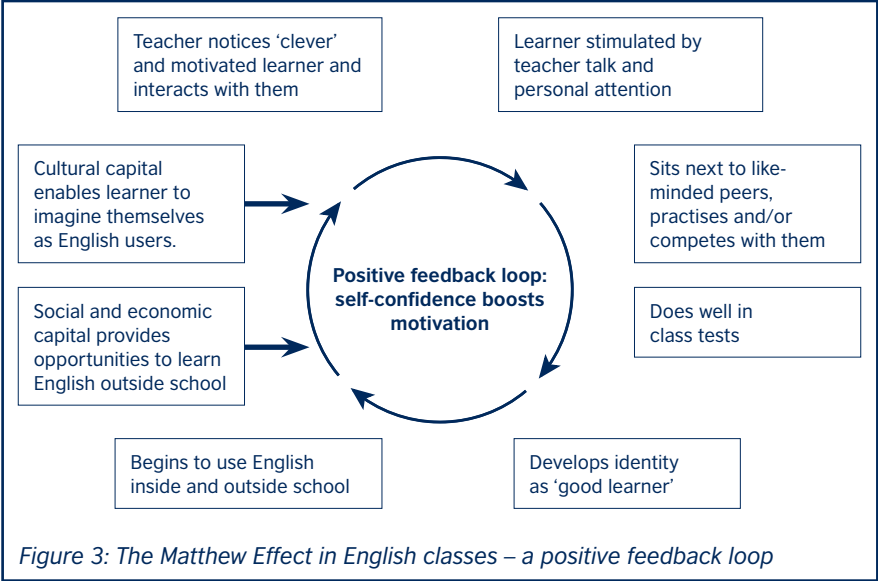 Teacher notices ‘clever’
and motivated learner and
interacts with them
Learner stimulated by
teacher talk and
personal attention
Cultural capital
enables learner to
imagine themselves
as English users.
Sits next to like-
minded peers,
practises and/or
competes with them
Positive feedback loop:
self-confidence boosts
motivation
Social and economic
capital provides
opportunities to learn
English outside school
Does well in
class tests
Begins to use English
inside and outside school
Develops identity
as ‘good learner’
Figure 3: The Matthew Effect in English classes – a positive feedback loop